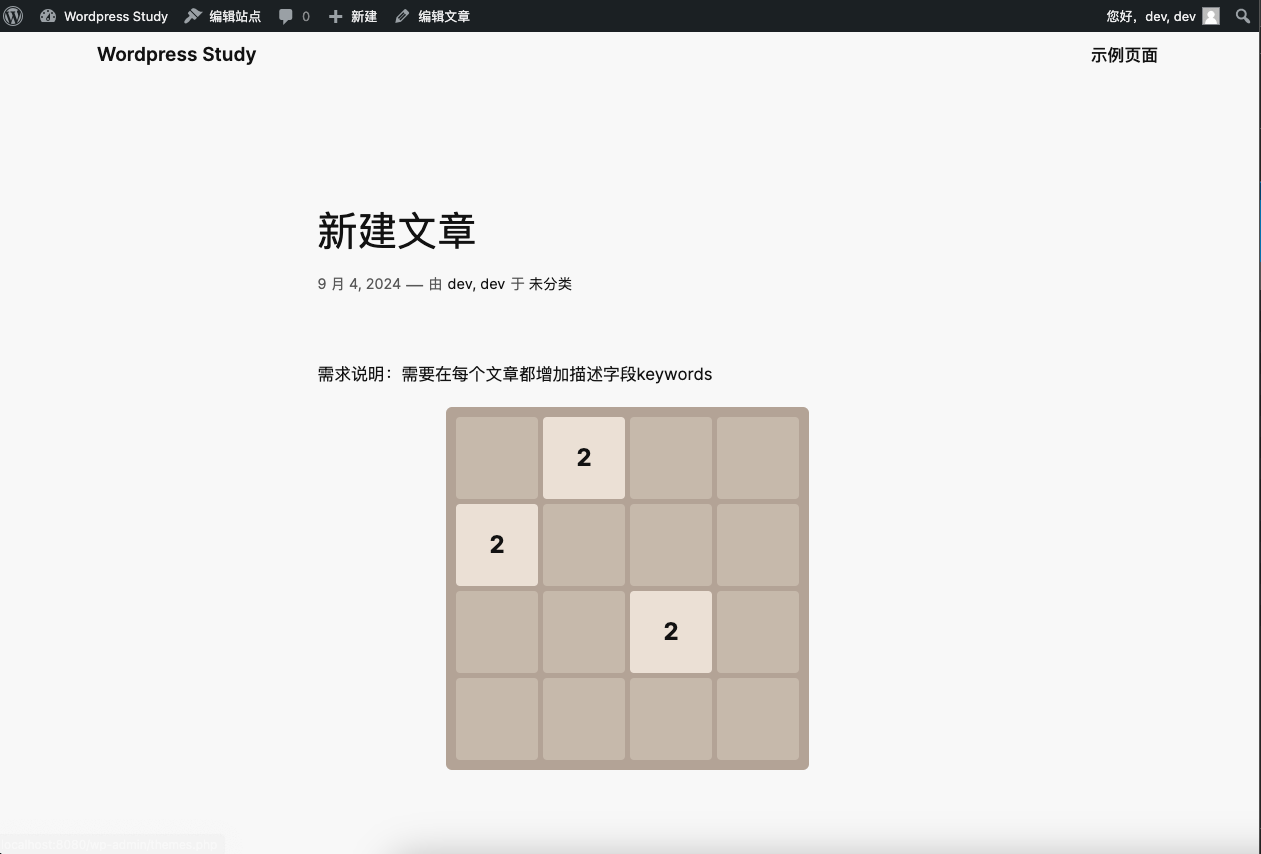 Wordpress Study 编辑站点 0 新建 编辑文章 您好，dev, dev
Wordpress Study 示例页面
新建文章
9 月 4, 2024 — 由 dev, dev 于 未分类
需求说明：需要在每个文章都增加描述字段keywords
2
2
2